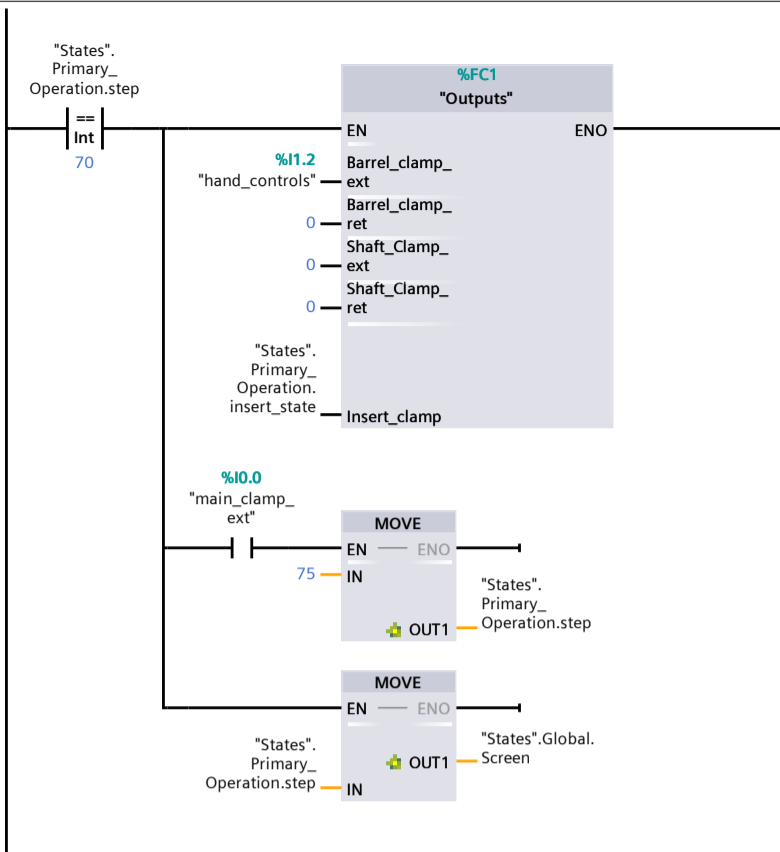 "States".
Primary_
Operation.step
==
Int
70
%FC1
"Outputs"
EN
ENO
%I1.2
"hand_controls"
Barrel_clamp_
ext
0
Barrel_clamp_
ret
0
Shaft_Clamp_
ext
0
Shaft_Clamp_
ret
"States".
Primary_
Operation.
insert_state
Insert_clamp
%I0.0
"main_clamp_
ext"
MOVE
EN
ENO
75
IN
OUT1
"States".
Primary_
Operation.step
MOVE
EN
ENO
"States".
Primary_
Operation.step
IN
OUT1
"States".Global.
Screen